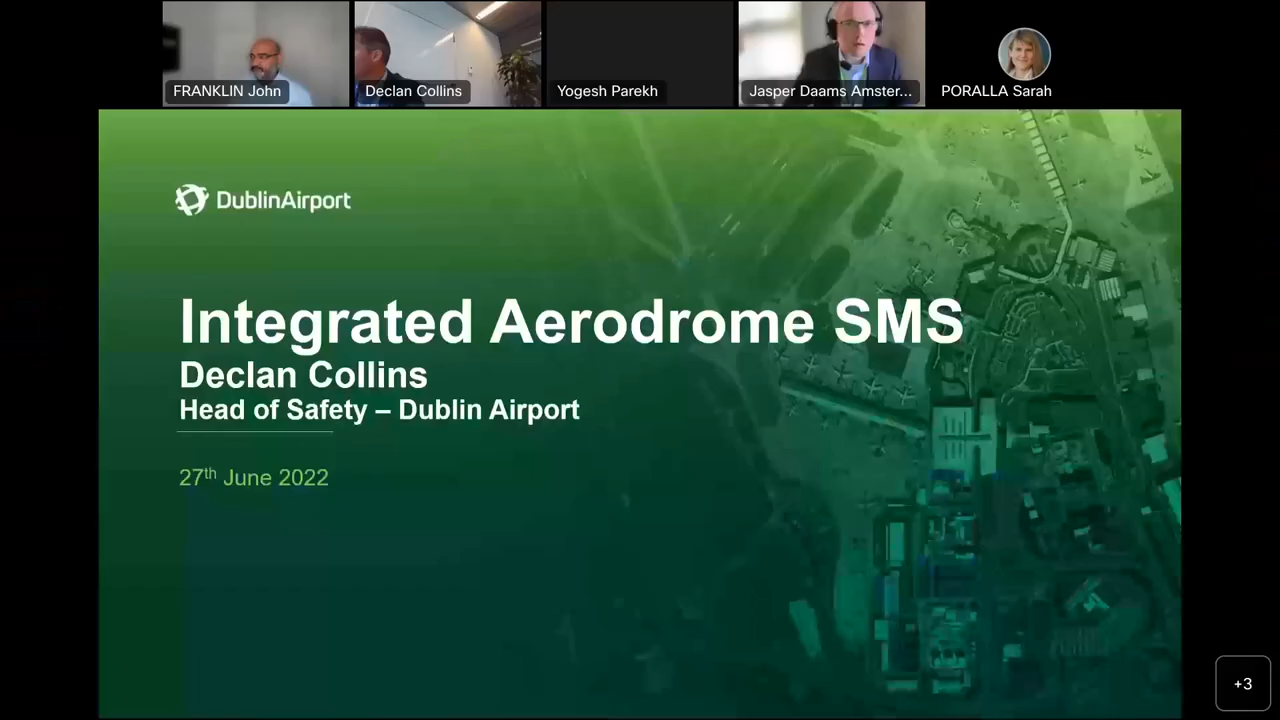 FRANKLIN John
Declan Collins
Yogesh Parekh
Jasper Daams Amster...
PORALLA Sarah
DublinAirport
Integrated Aerodrome SMS
Declan Collins
Head of Safety – Dublin Airport
27th June 2022
+3